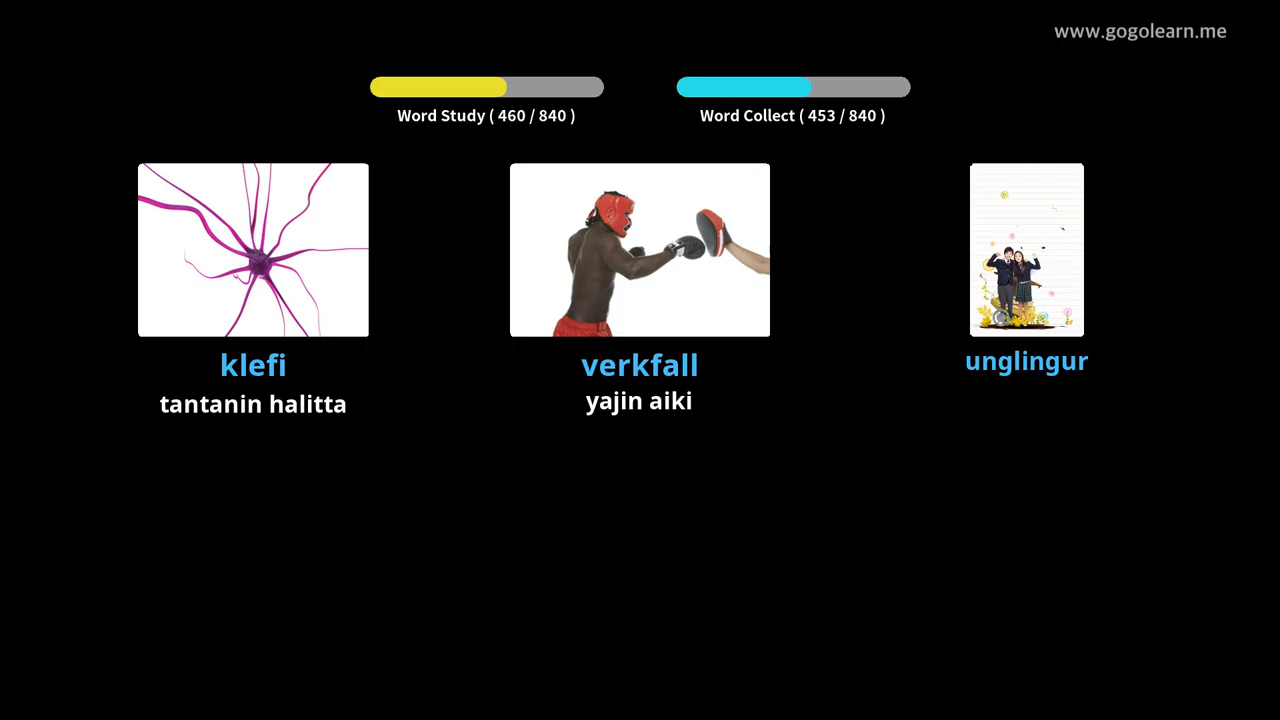 www.gogolearn.me
Word Study ( 460 / 840 )
Word Collect ( 453 / 840 )
klefi
tantanin halitta
verkfall
yajin aiki
unglingur